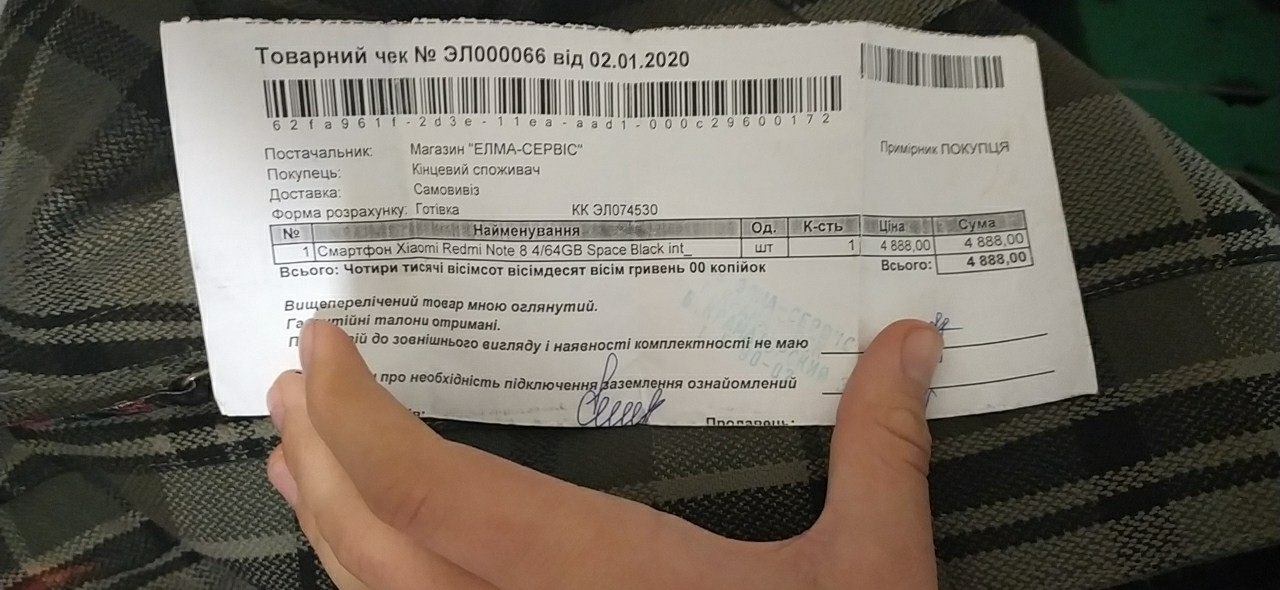 Товарний чек № ЭЛ000066 від 02.01.2020
62fa961f-2d3e-11ea-aad1-000c29600172
Постачальник: Магазин "ЕЛМА-СЕРВІС" Примірник ПОКУПЦЯ
Покупець: Кінцевий споживач
Доставка: Самовивіз
Форма розрахунку: Готівка КК ЭЛ074530
№ Найменування Од. К-сть Ціна Сума
1 Смартфон Xiaomi Redmi Note 8 4/64GB Space Black int_ шт 1 4 888,00 4 888,00
Всього: Чотири тисячі вісімсот вісімдесят вісім гривень 00 копійок Всього: 4 888,00
Вищеперелічений товар мною оглянутий.
Гарантійні талони отримані.
до зовнішнього вигляду і наявності комплектності не маю
про необхідність підключення заземлення ознайомлений
Продавець: